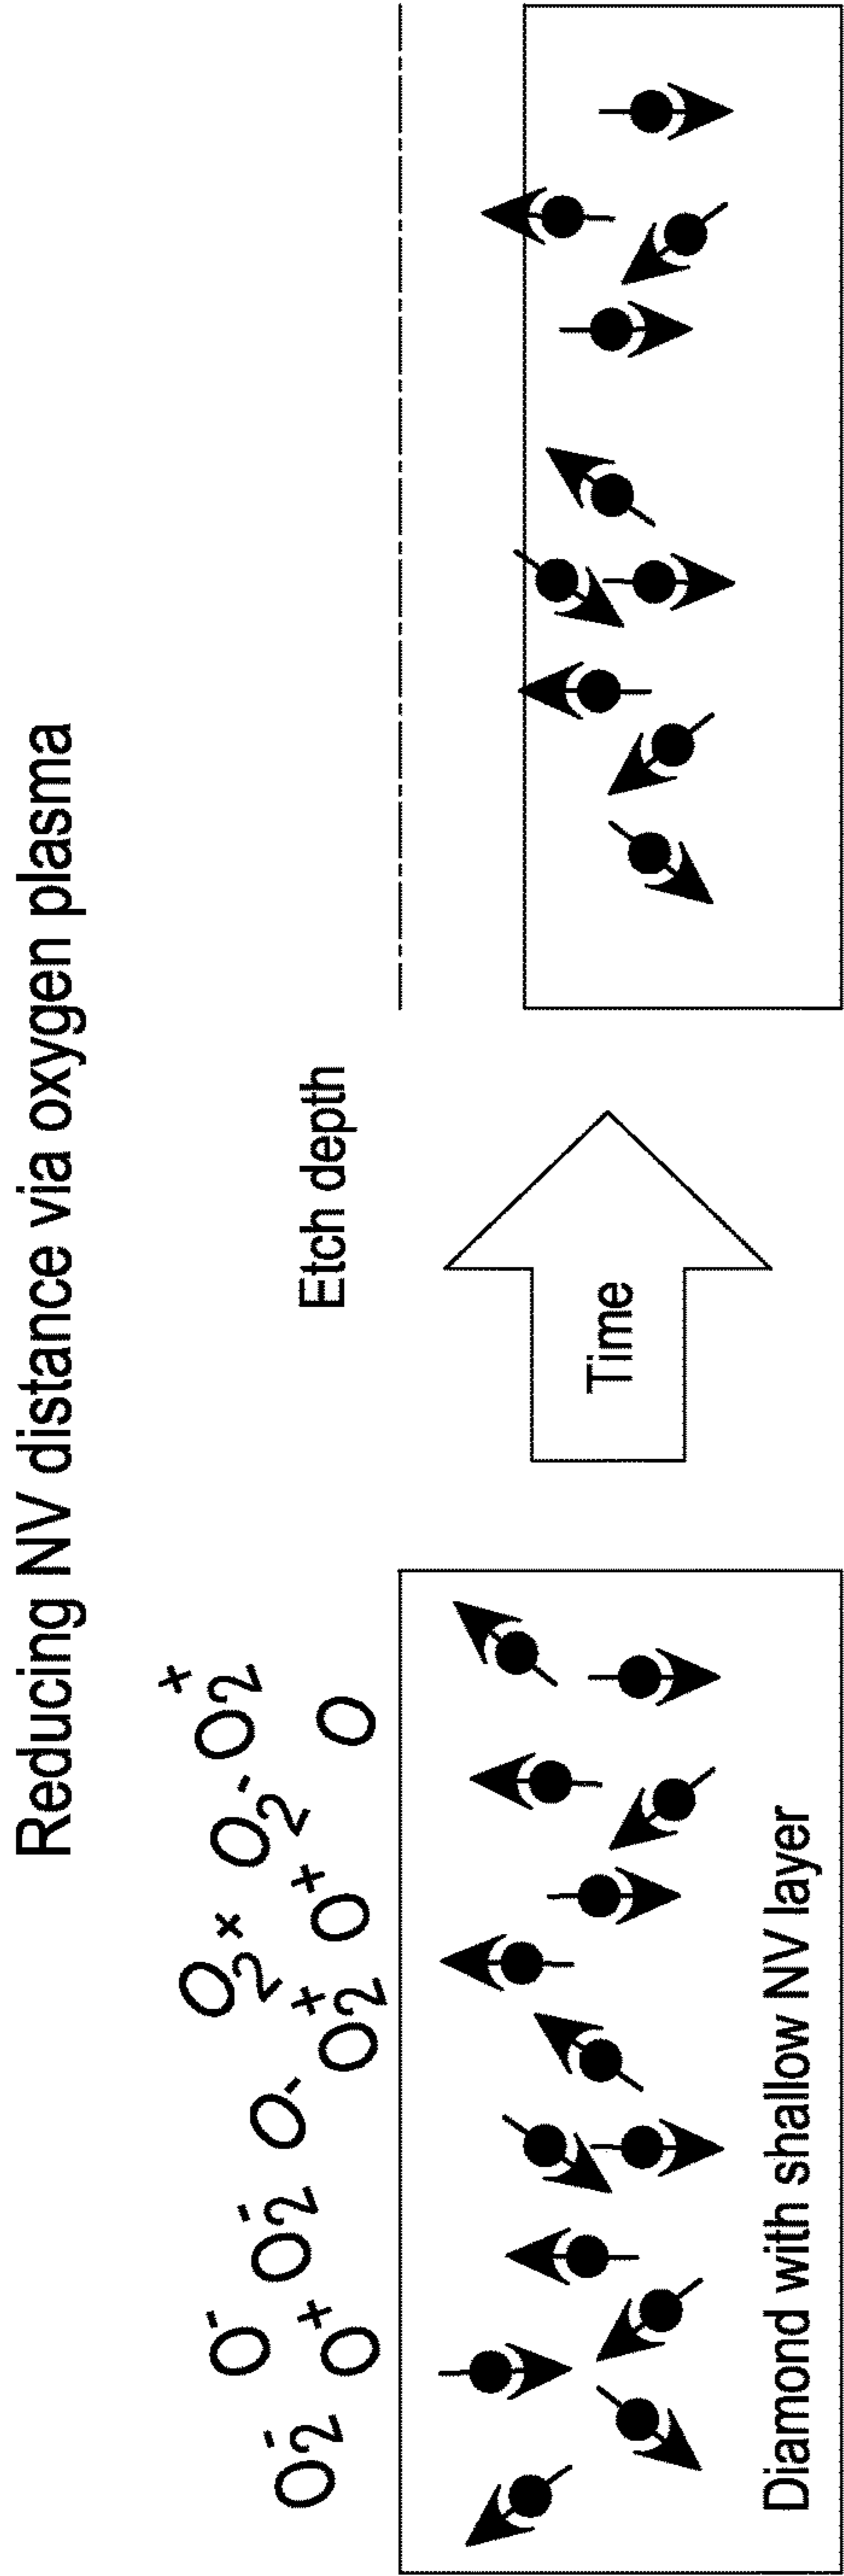 Reducing NV distance via oxygen plasma
O₂⁻
O⁻
O⁺
O₂⁻
O⁻
O₂⁺
O₂⁺
O⁺
O₂⁻
O₂⁺
O
Etch depth
Time
Diamond with shallow NV layer